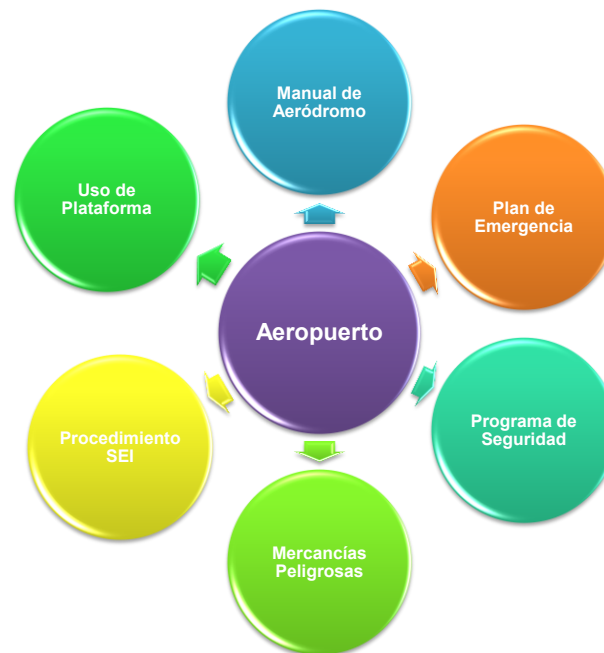 Manual de
Aeródromo
Uso de
Plataforma
Plan de
Emergencia
Aeropuerto
Procedimiento
SEI
Programa de
Seguridad
Mercancías
Peligrosas